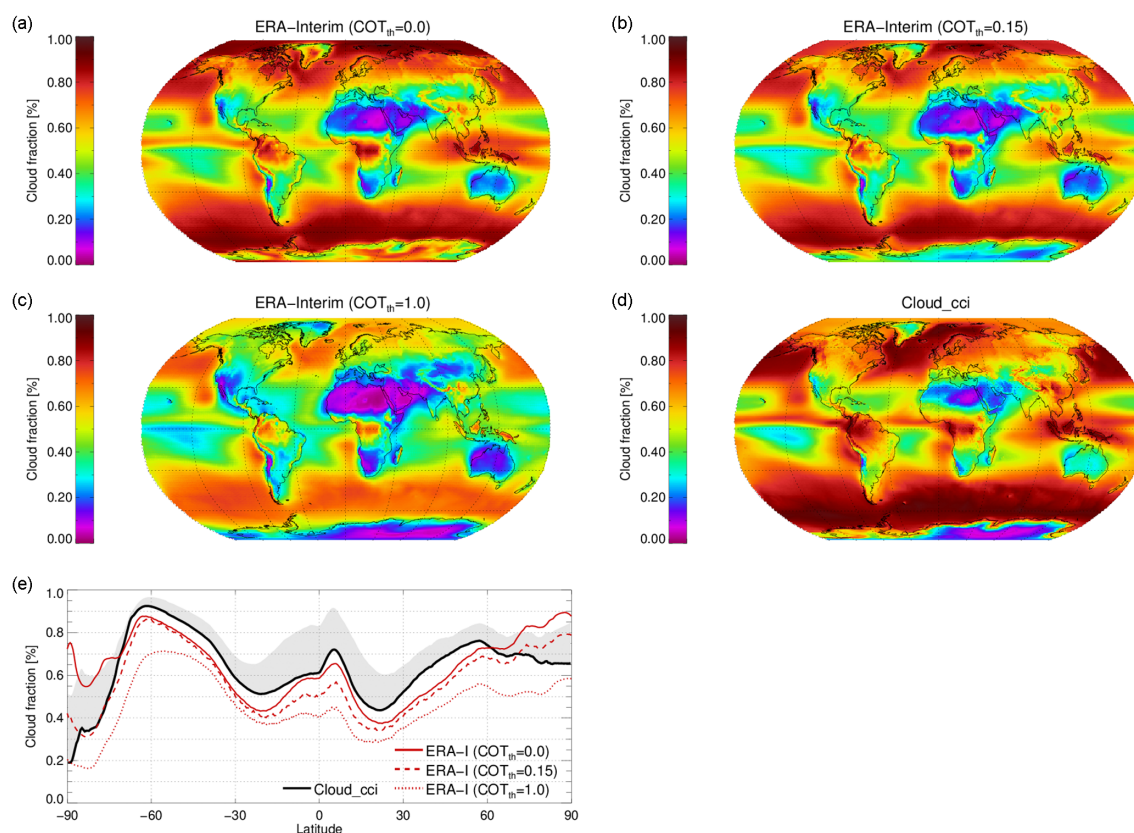 (a)
ERA−Interim (COTth=0.0)
Cloud fraction [%]
1.00
0.80
0.60
0.40
0.20
0.00
(b)
ERA−Interim (COTth=0.15)
Cloud fraction [%]
1.00
0.80
0.60
0.40
0.20
0.00
(c)
ERA−Interim (COTth=1.0)
Cloud fraction [%]
1.00
0.80
0.60
0.40
0.20
0.00
(d)
Cloud_cci
Cloud fraction [%]
1.00
0.80
0.60
0.40
0.20
0.00
(e)
Cloud fraction [%]
1.0
0.8
0.6
0.4
0.2
0.0
ERA−I (COTth=0.0)
ERA−I (COTth=0.15)
Cloud_cci ERA−I (COTth=1.0)
−90 −60 −30 0 30 60 90
Latitude